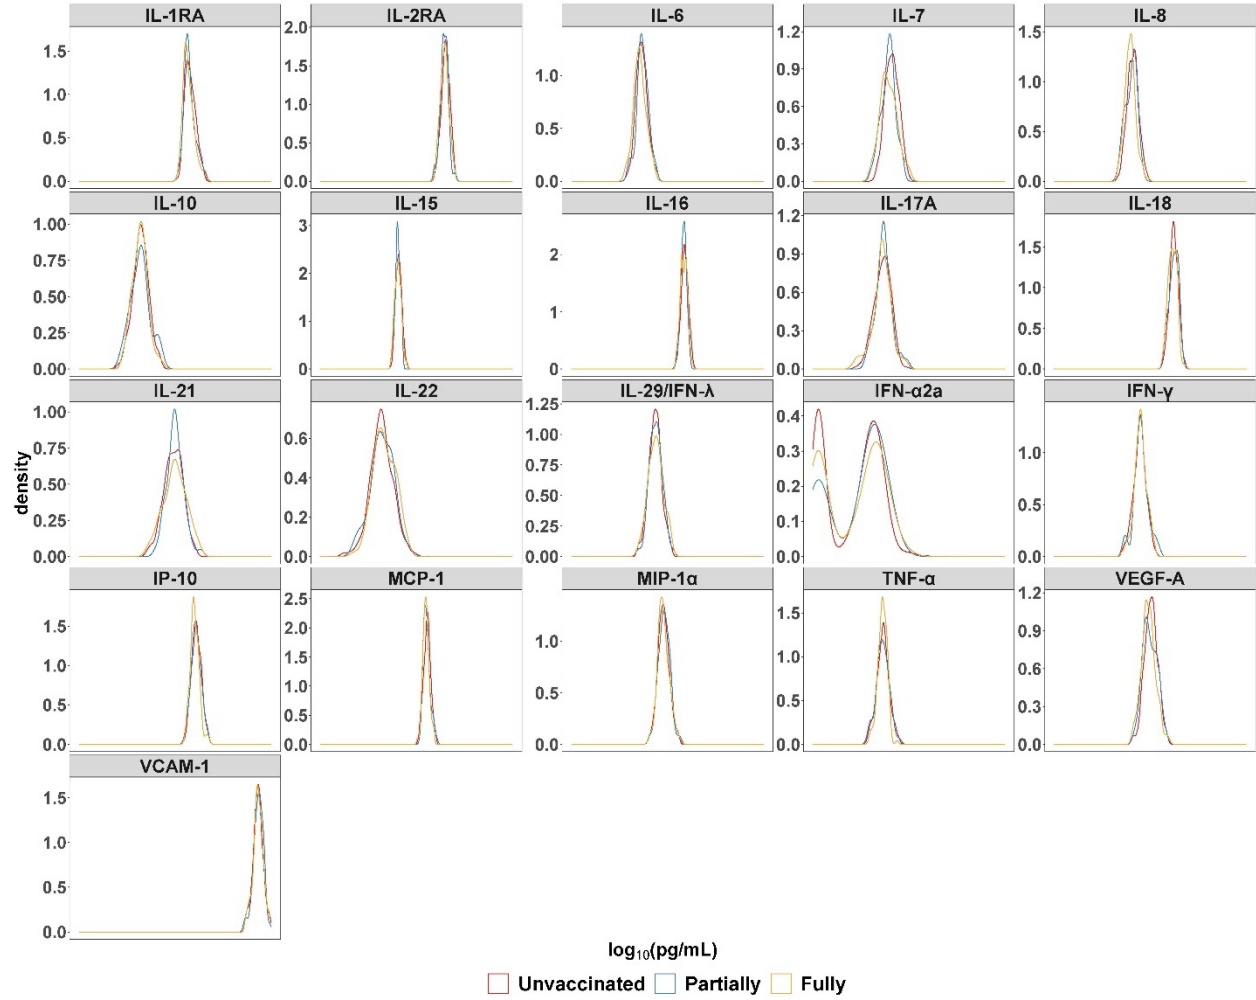 IL-1RA IL-2RA IL-6 IL-7 IL-8
1.5 1.0 0.5 0.0
2.0 1.5 1.0 0.5 0.0
1.0 0.5 0.0
1.2 0.9 0.6 0.3 0.0
1.5 1.0 0.5 0.0
IL-10 IL-15 IL-16 IL-17A IL-18
1.00 0.75 0.50 0.25 0.00
3 2 1 0
2 1 0
1.2 0.9 0.6 0.3 0.0
1.5 1.0 0.5 0.0
IL-21 IL-22 IL-29/IFN-λ IFN-α2a IFN-γ
1.00 0.75 0.50 0.25 0.00
0.6 0.4 0.2 0.0
1.25 1.00 0.75 0.50 0.25 0.00
0.4 0.3 0.2 0.1 0.0
1.0 0.5 0.0
density
IP-10 MCP-1 MIP-1α TNF-α VEGF-A
1.5 1.0 0.5 0.0
2.5 2.0 1.5 1.0 0.5 0.0
1.0 0.5 0.0
1.5 1.0 0.5 0.0
1.2 0.9 0.6 0.3 0.0
VCAM-1
1.5 1.0 0.5 0.0
log₁₀(pg/mL)
Unvaccinated Partially Fully